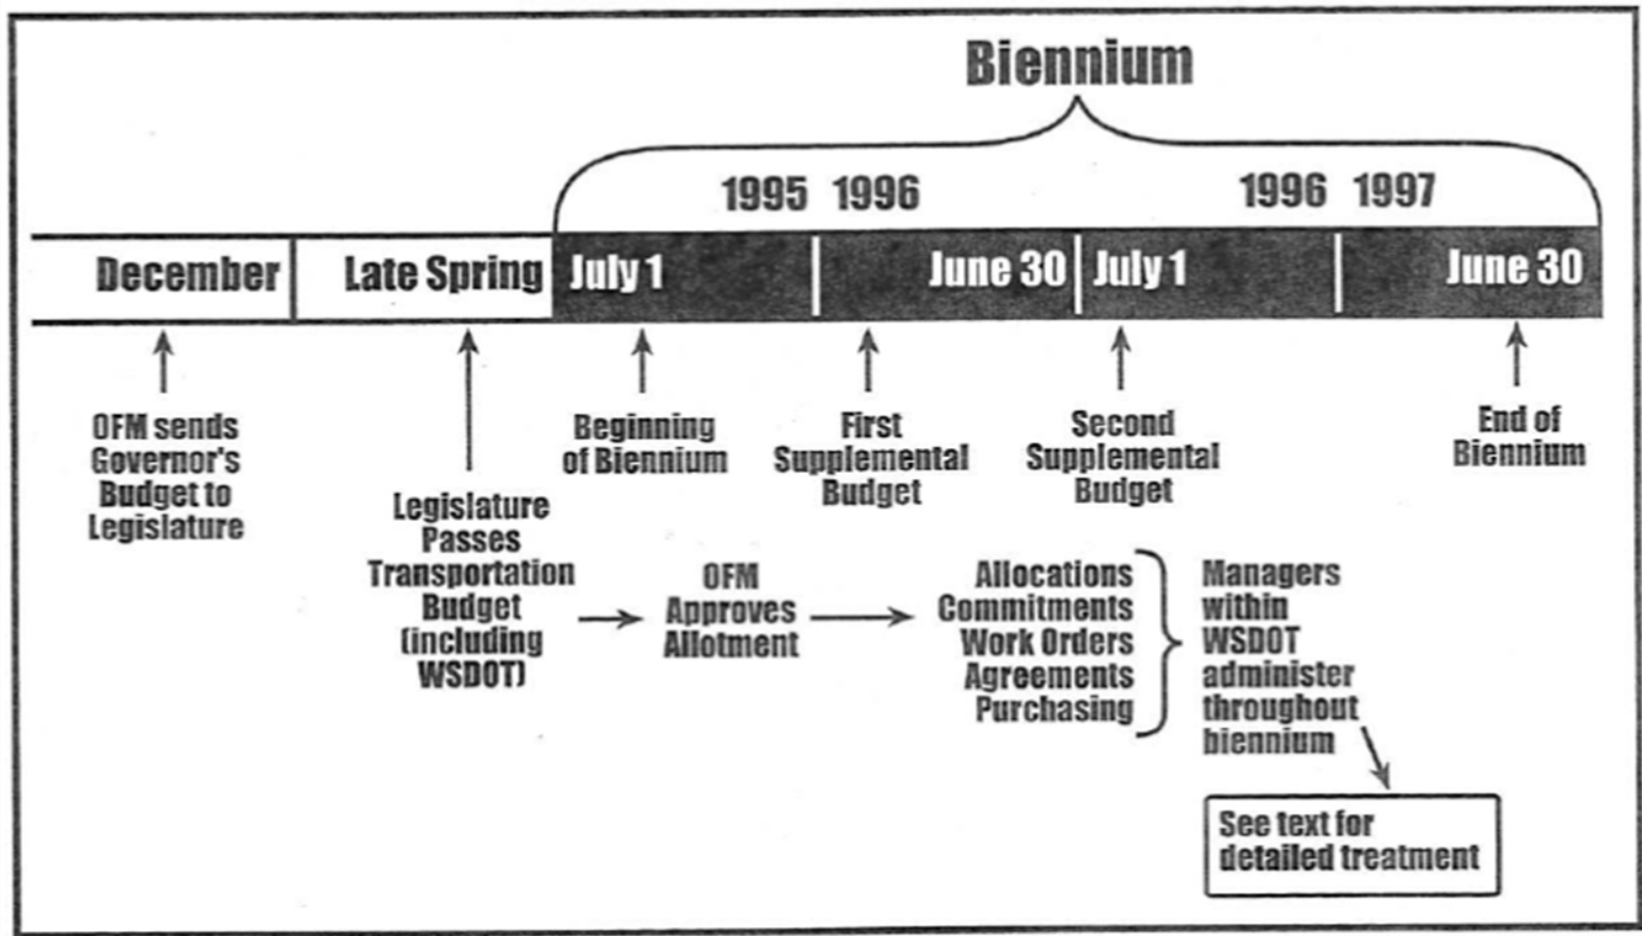 Biennium
1995 1996
1996 1997
December
Late Spring
July 1
June 30
July 1
June 30
OFM sends
Governor's
Budget to
Legislature
Legislature
Passes
Transportation
Budget
(including
WSDOT)
Beginning
of Biennium
First
Supplemental
Budget
Second
Supplemental
Budget
End of
Biennium
OFM
Approves
Allotment
Allocations
Commitments
Work Orders
Agreements
Purchasing
Managers
within
WSDOT
administer
throughout
biennium
See text for
detailed treatment